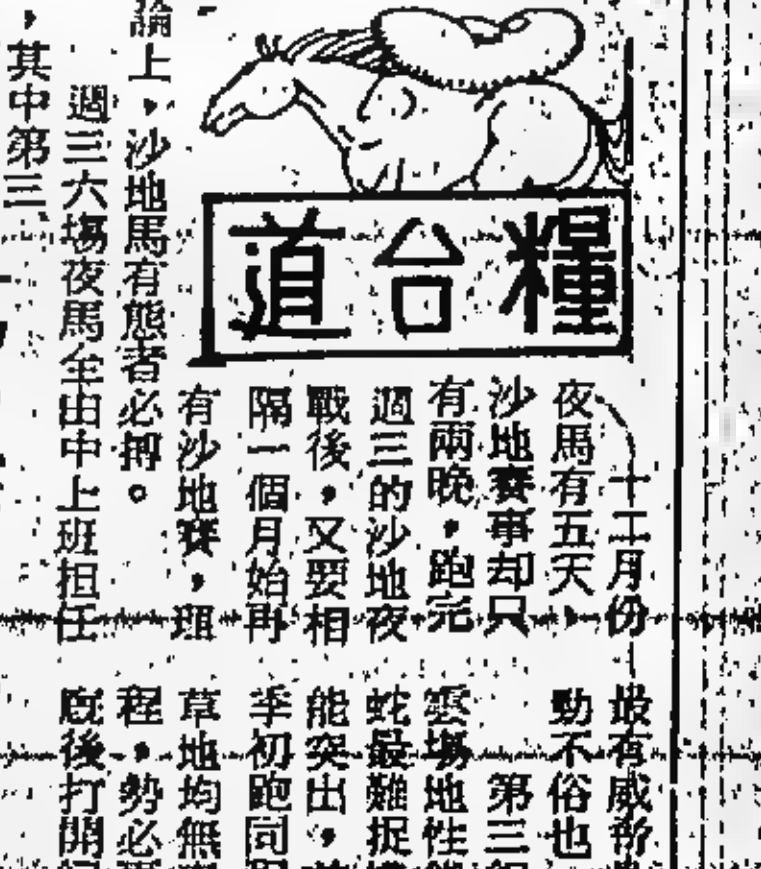 糧台道
十二月份
夜馬有五天，
沙地賽事却只
有兩晚，跑完
週三的沙地夜
戰後，又要相
隔一個月始再
有沙地賽，理
論上，沙地馬有態者必搏。
週三六場夜馬全由中上班担任
，其中第三
最有威
勁不俗也
第三
雲場地性
蛇最難捉
能突出，
季初跑同
草地均無
程，勢必
後打開